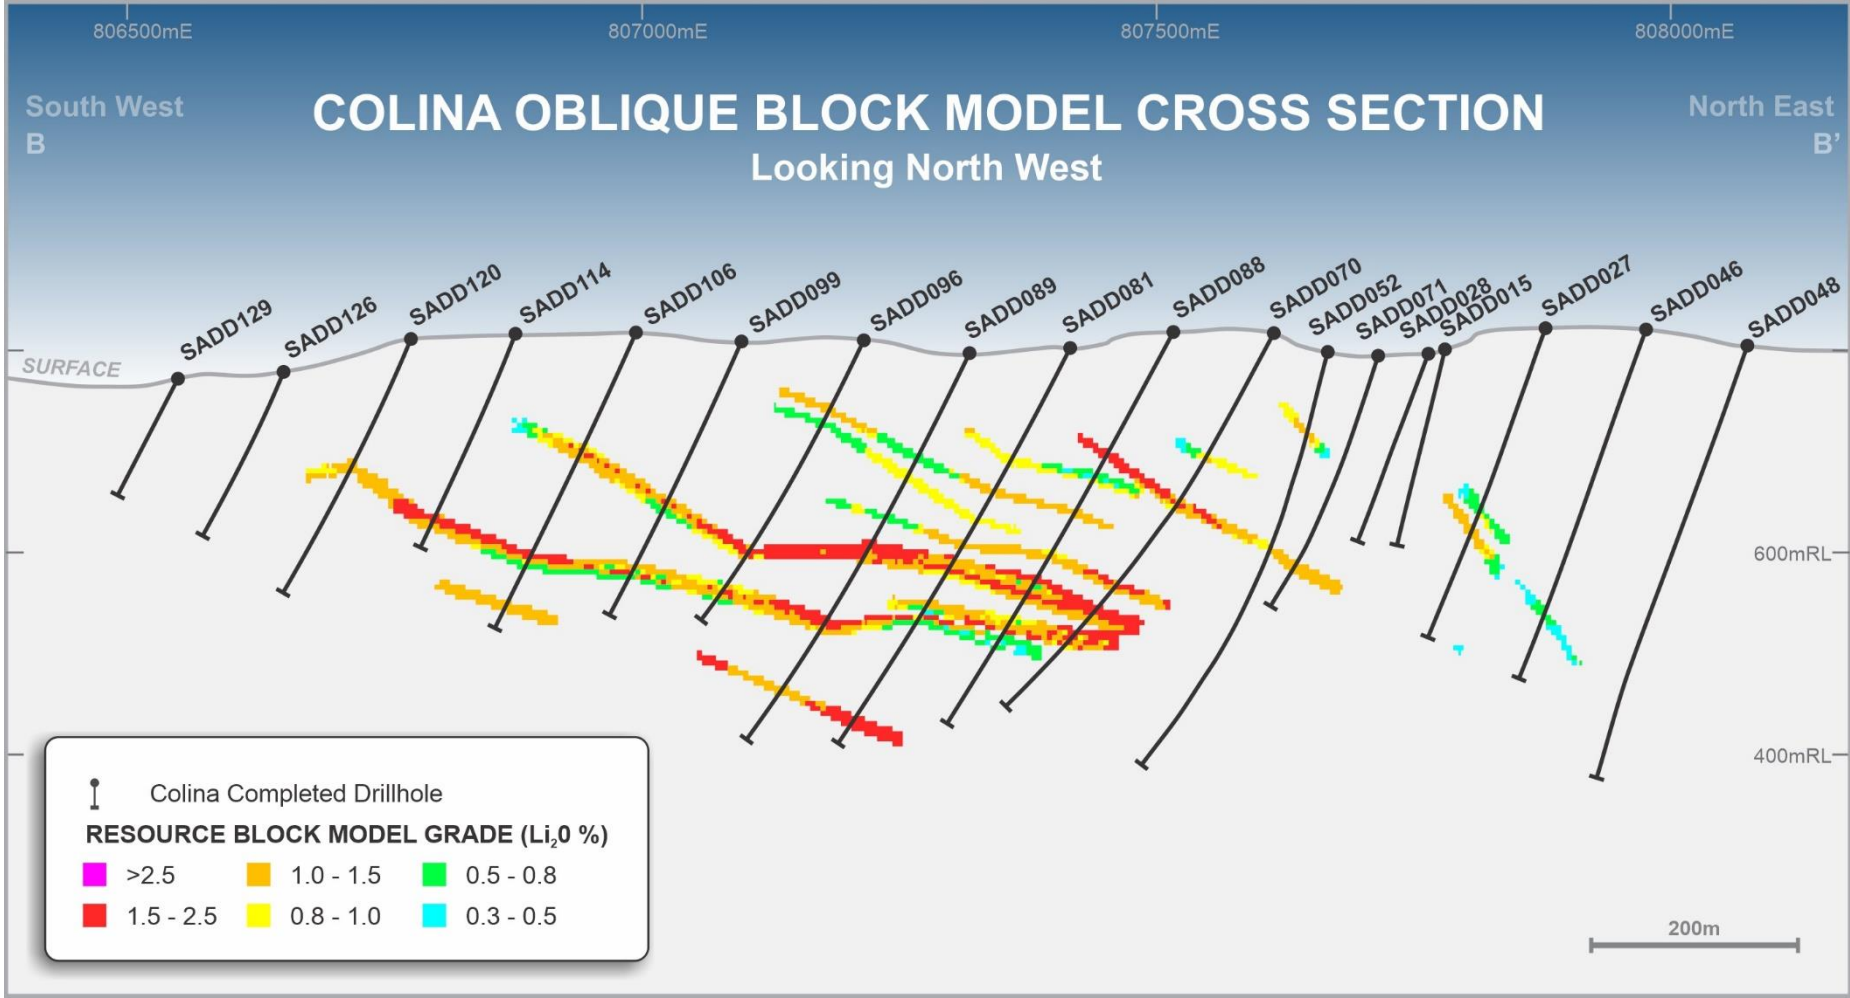 806500mE 807000mE 807500mE 808000mE
South West
B
COLINA OBLIQUE BLOCK MODEL CROSS SECTION
Looking North West
North East
B’
SADD129
SADD126
SADD120
SADD114
SADD106
SADD099
SADD096
SADD089
SADD081
SADD088
SADD070
SADD052
SADD071
SADD028
SADD015
SADD027
SADD046
SADD048
SURFACE
600mRL
400mRL
Colina Completed Drillhole
RESOURCE BLOCK MODEL GRADE (Li₂0 %)
>2.5 1.0 - 1.5 0.5 - 0.8
1.5 - 2.5 0.8 - 1.0 0.3 - 0.5
200m